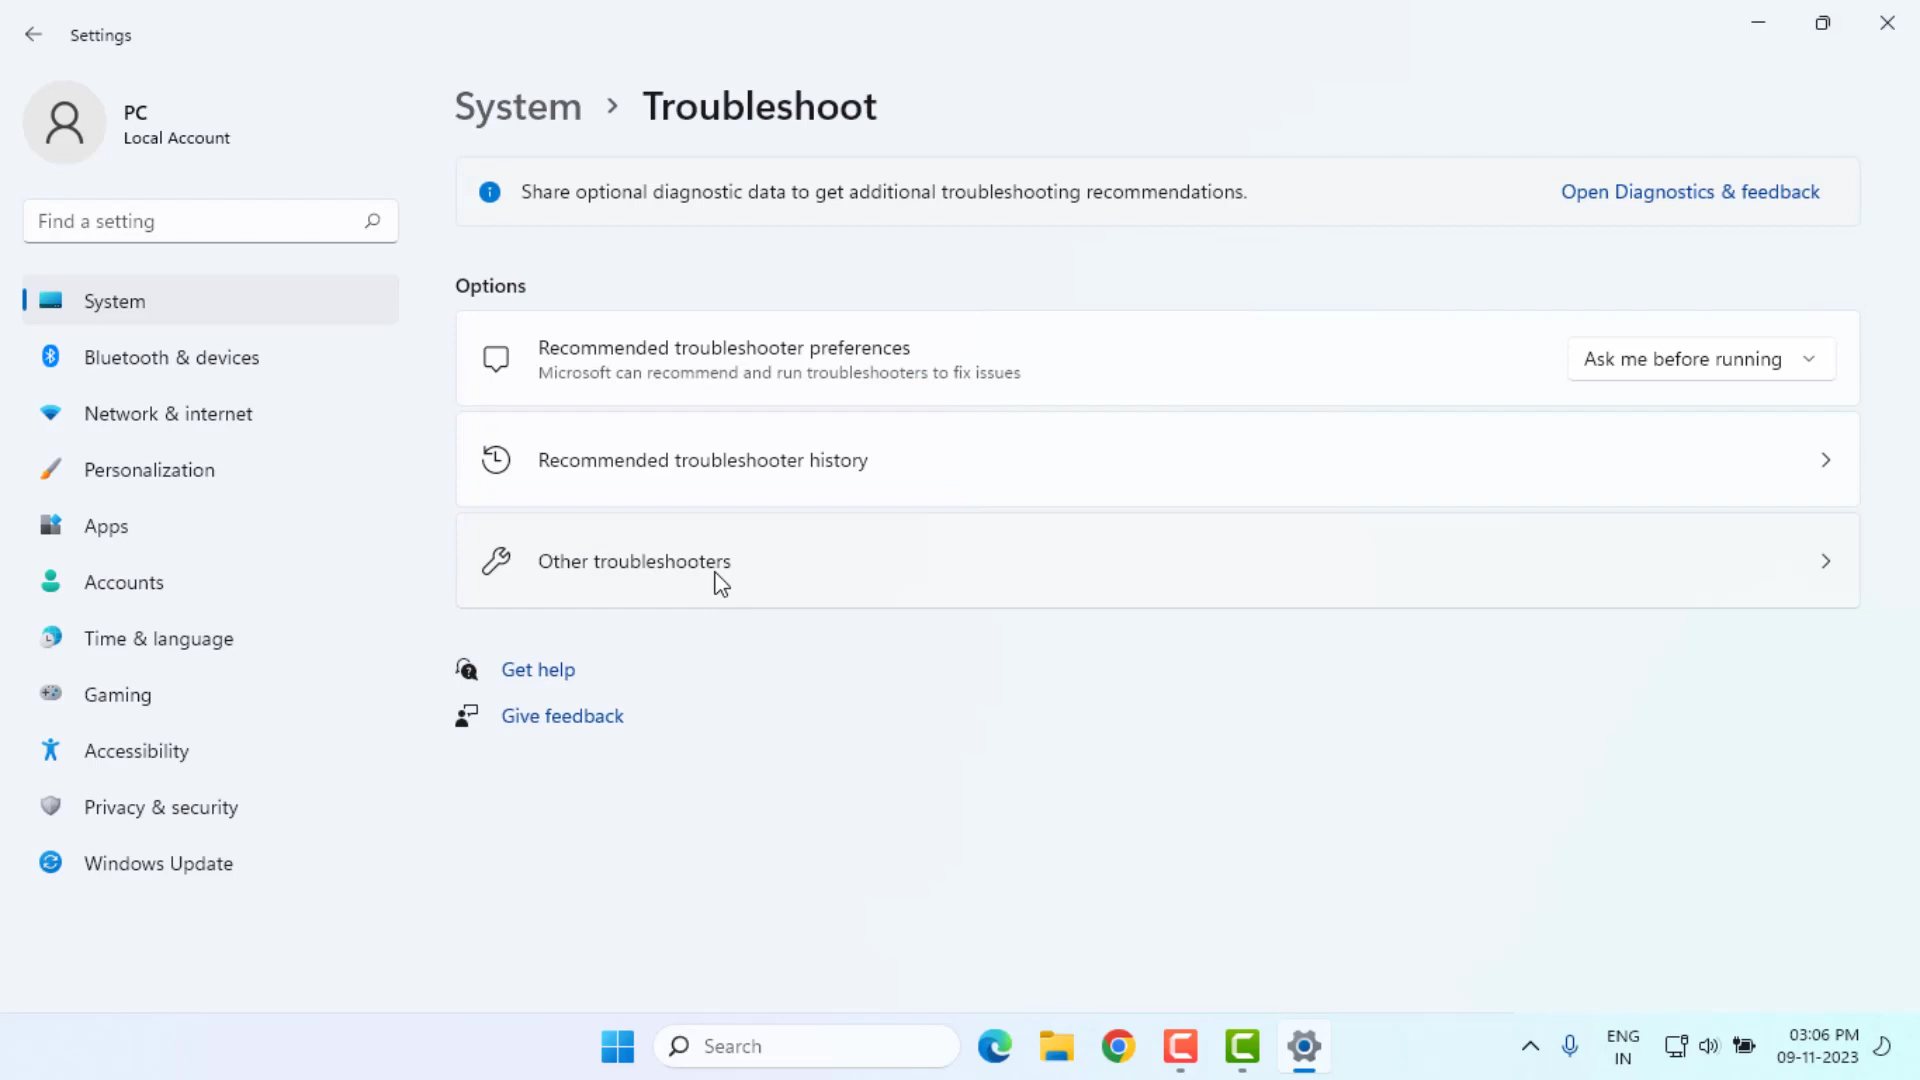 Settings
PC
Local Account
Find a setting
System
Bluetooth & devices
Network & internet
Personalization
Apps
Accounts
Time & language
Gaming
Accessibility
Privacy & security
Windows Update
System > Troubleshoot
Share optional diagnostic data to get additional troubleshooting recommendations.
Open Diagnostics & feedback
Options
Recommended troubleshooter preferences
Microsoft can recommend and run troubleshooters to fix issues
Ask me before running
Recommended troubleshooter history
Other troubleshooters
Get help
Give feedback
Search
ENG
IN
03:06 PM
09-11-2023